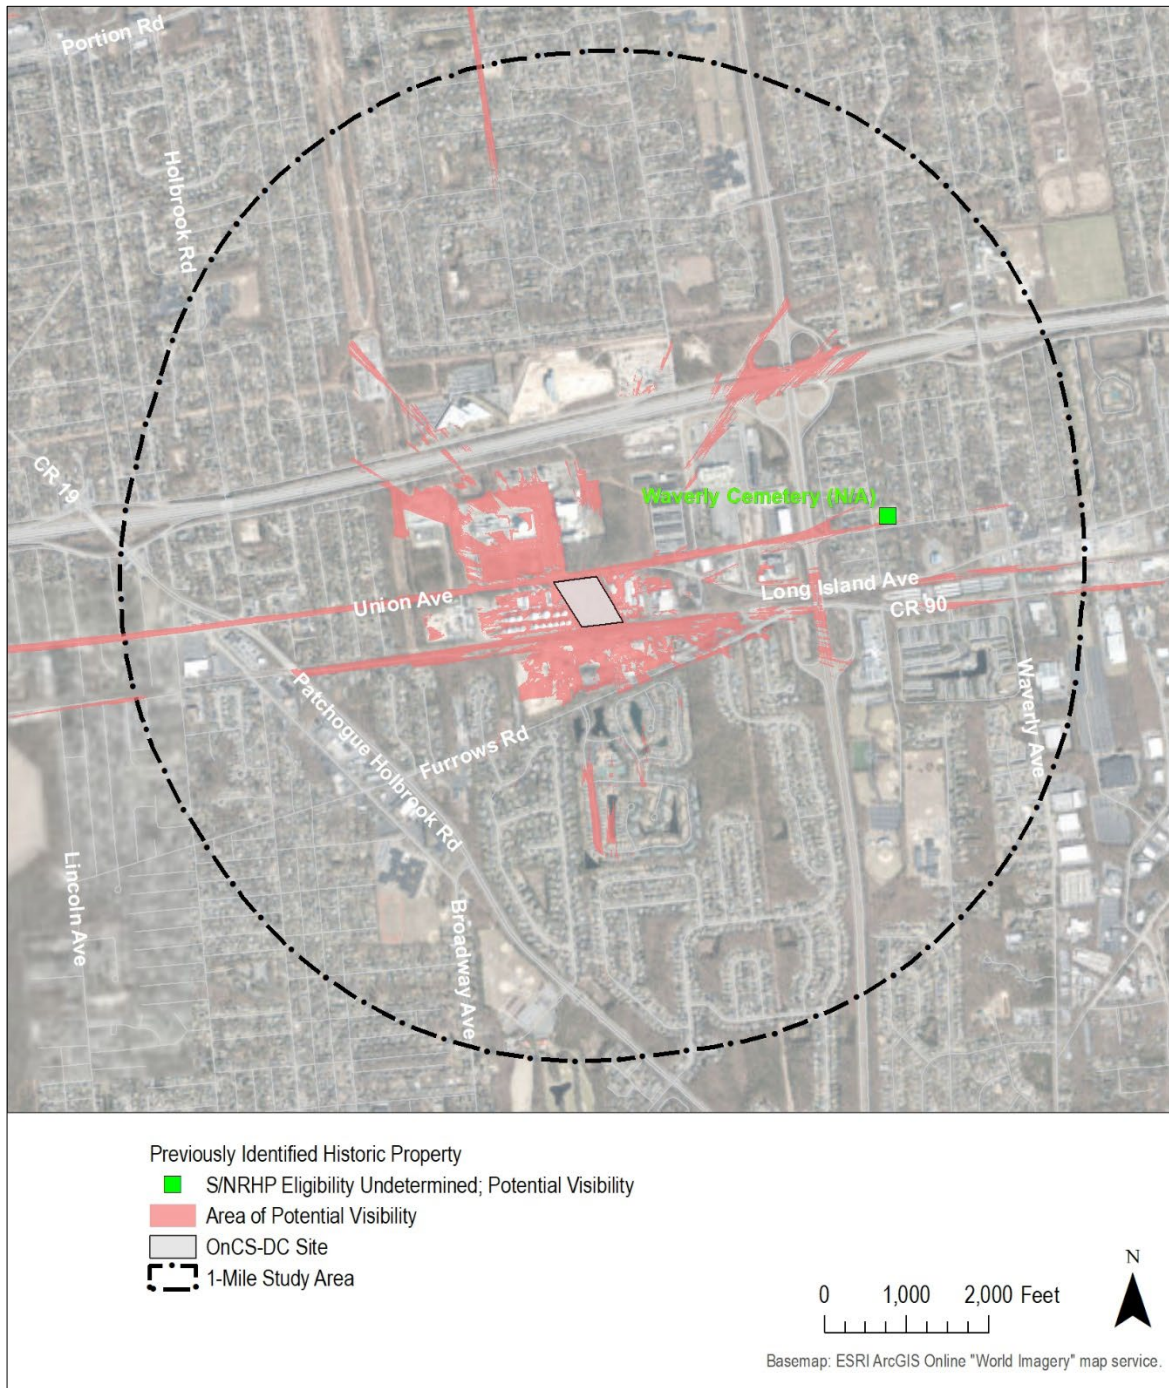 Portion Rd
Holbrook Rd
CR 19
Waverly Cemetery (N/A)
Union Ave
Long Island Ave
CR 90
Patchogue Holbrook Rd
Furrows Rd
Waverly Ave
Lincoln Ave
Broadway Ave
Previously Identified Historic Property
S/NRHP Eligibility Undetermined; Potential Visibility
Area of Potential Visibility
OnCS-DC Site
1-Mile Study Area
N
0 1,000 2,000 Feet
Basemap: ESRI ArcGIS Online "World Imagery" map service.